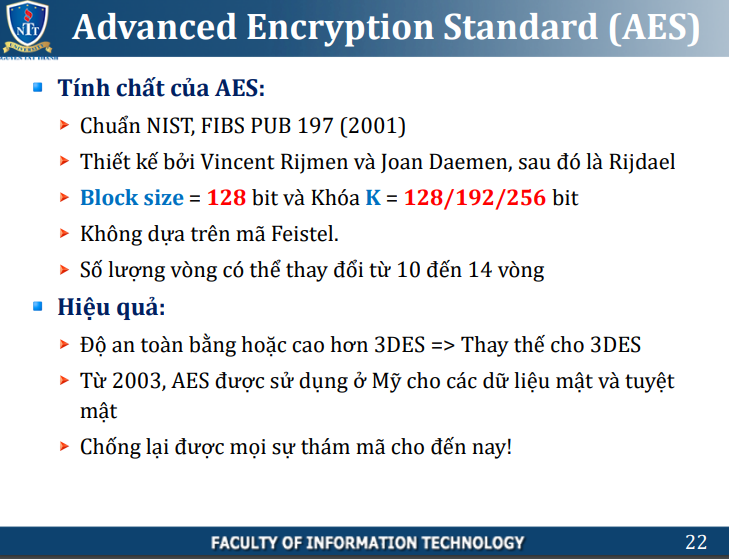 NTT
UNIVERSITY
NGUYEN TAT THANH
Advanced Encryption Standard (AES)
Tính chất của AES:
Chuẩn NIST, FIBS PUB 197 (2001)
Thiết kế bởi Vincent Rijmen và Joan Daemen, sau đó là Rijdael
Block size = 128 bit và Khóa K = 128/192/256 bit
Không dựa trên mã Feistel.
Số lượng vòng có thể thay đổi từ 10 đến 14 vòng
Hiệu quả:
Độ an toàn bằng hoặc cao hơn 3DES => Thay thế cho 3DES
Từ 2003, AES được sử dụng ở Mỹ cho các dữ liệu mật và tuyệt
mật
Chống lại được mọi sự thám mã cho đến nay!
FACULTY OF INFORMATION TECHNOLOGY
22